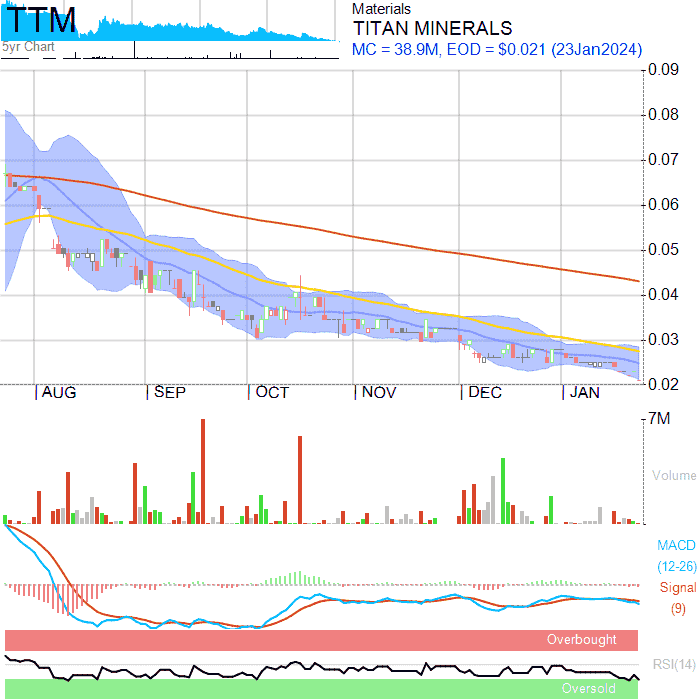 TTM
5yr Chart
Materials
TITAN MINERALS
MC = 38.9M, EOD = $0.021 (23Jan2024)
0.09
0.08
0.07
0.06
0.05
0.04
0.03
0.02
AUG SEP OCT NOV DEC JAN
7M
Volume
MACD
(12-26)
Signal
(9)
Overbought
RSI(14)
Oversold